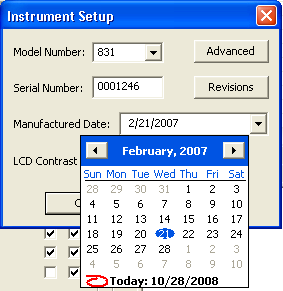 Instrument Setup
Model Number: 831 Advanced
Serial Number: 0001246 Revisions
Manufactured Date: 2/21/2007
February, 2007
LCD Contrast
Sun Mon Tue Wed Thu Fri Sat
28 29 30 31 1 2 3
4 5 6 7 8 9 10
11 12 13 14 15 16 17
18 19 20 21 22 23 24
25 26 27 28 1 2 3
4 5 6 7 8 9 10
Today: 10/28/2008